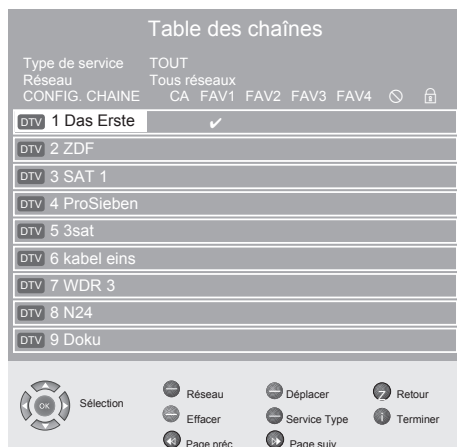 Table des chaînes
Type de service TOUT
Réseau Tous réseaux
CONFIG. CHAINE CA FAV1 FAV2 FAV3 FAV4
DTV 1 Das Erste ✔
DTV 2 ZDF
DTV 3 SAT 1
DTV 4 ProSieben
DTV 5 3sat
DTV 6 kabel eins
DTV 7 WDR 3
DTV 8 N24
DTV 9 Doku
OK Sélection Réseau Déplacer Z Retour
Effacer Service Type i Terminer
Page préc. Page suiv.